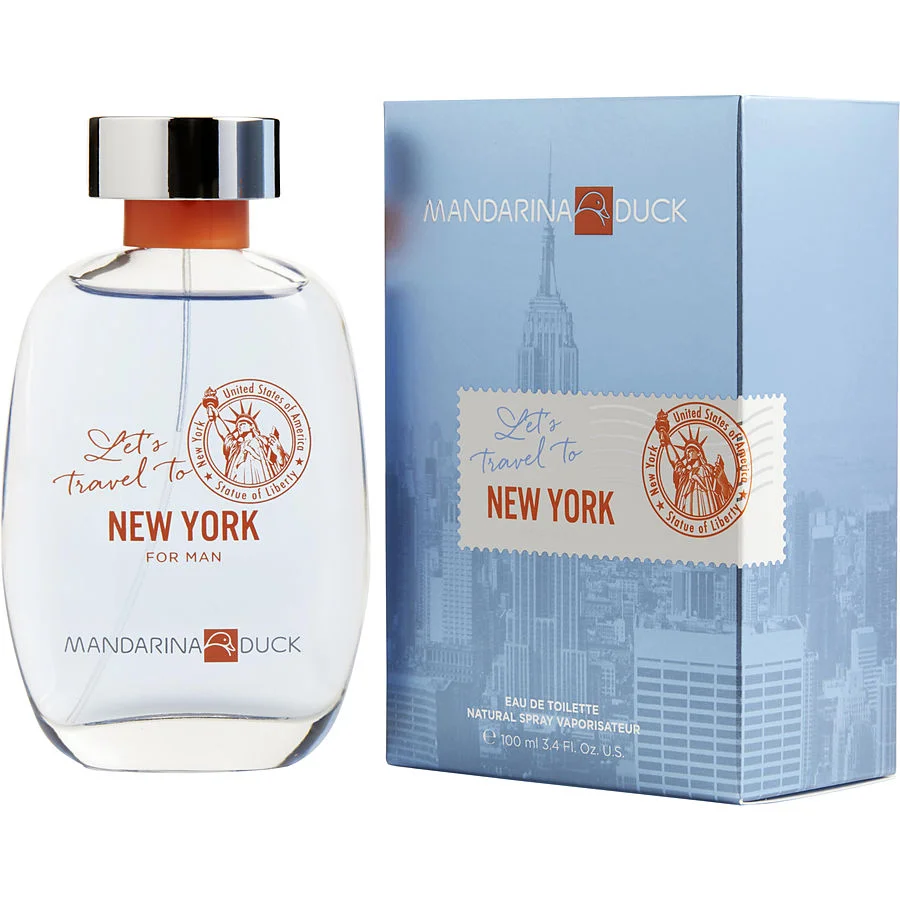 Let's
travel to
United States of America
New York
Statue of Liberty
NEW YORK
FOR MAN
MANDARINA DUCK
MANDARINA DUCK
Let's
travel to
NEW YORK
United States of America
New York
Statue of Liberty
EAU DE TOILETTE
NATURAL SPRAY VAPORISATEUR
℮ 100 ml 3.4 Fl. Oz. U.S.